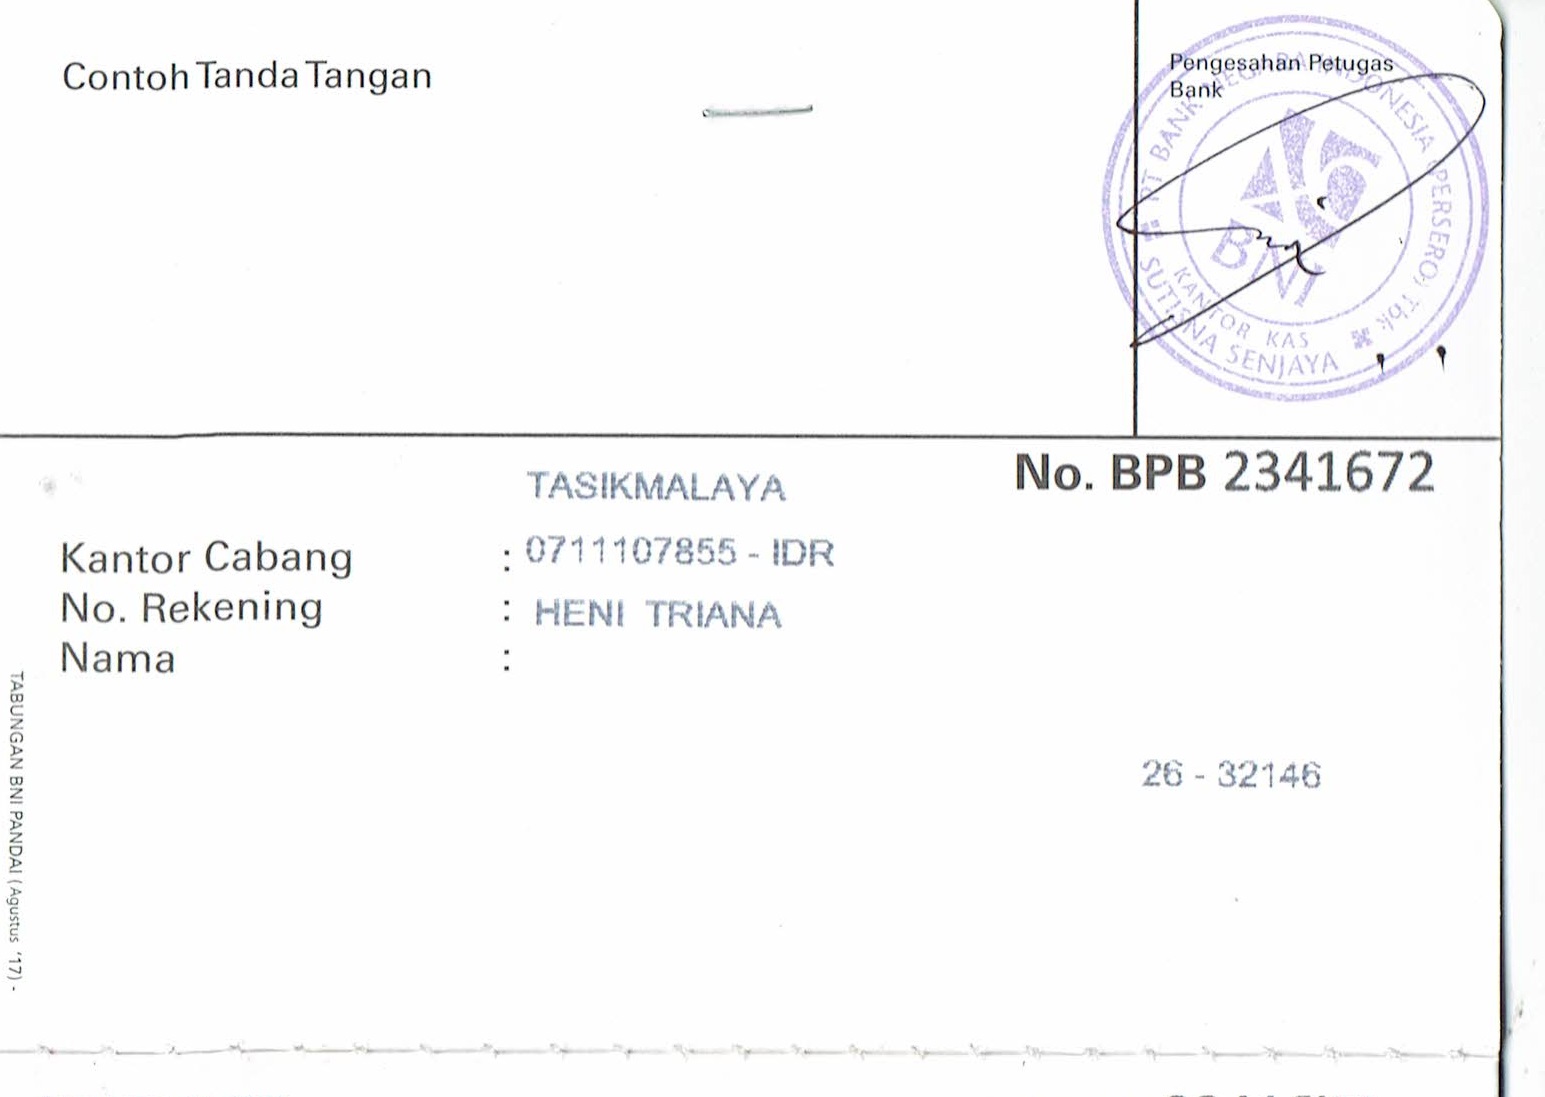 Contoh Tanda Tangan
Pengesahan Petugas
Bank
PT BANK NEGARA INDONESIA (PERSERO) Tbk
BNI
KANTOR KAS
SUTISNA SENJAYA
No. BPB 2341672
TASIKMALAYA
Kantor Cabang : 0711107855 - IDR
No. Rekening : HENI TRIANA
Nama :
26 - 32146
TABUNGAN BNI PANDAI ( Agustus '17) -